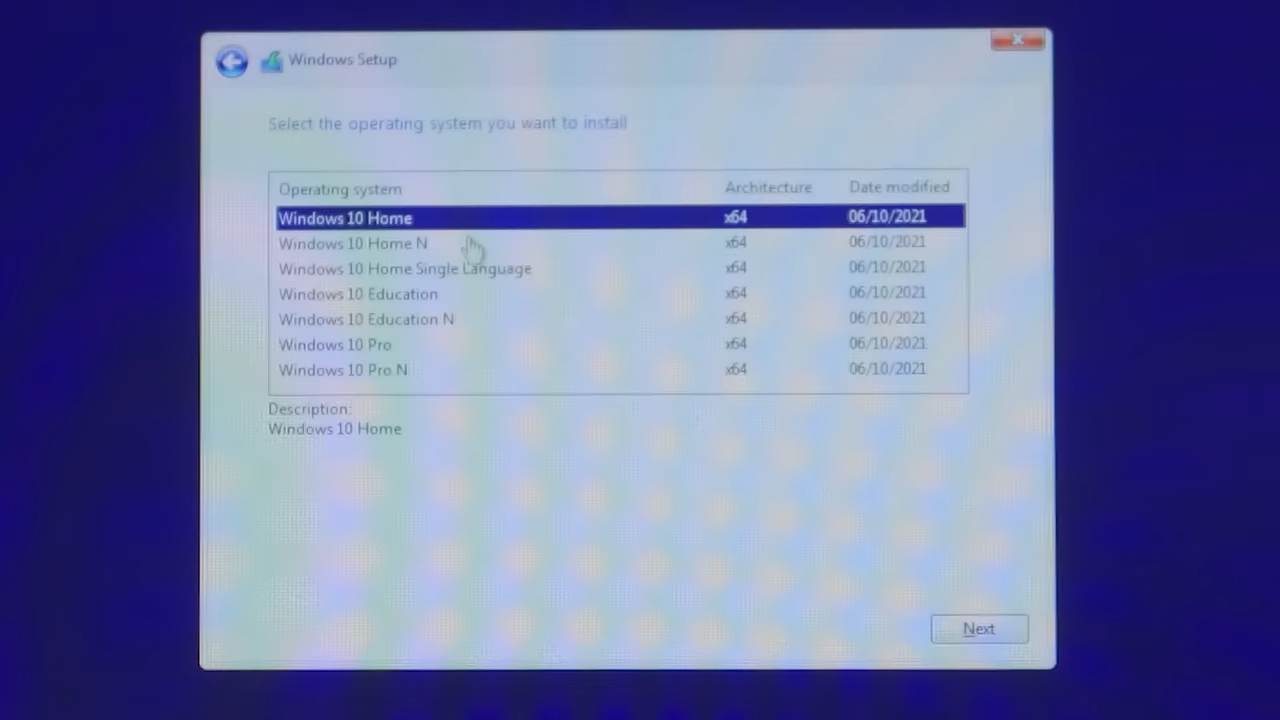 Windows Setup
Select the operating system you want to install
Operating system Architecture Date modified
Windows 10 Home x64 06/10/2021
Windows 10 Home N x64 06/10/2021
Windows 10 Home Single Language x64 06/10/2021
Windows 10 Education x64 06/10/2021
Windows 10 Education N x64 06/10/2021
Windows 10 Pro x64 06/10/2021
Windows 10 Pro N x64 06/10/2021
Description:
Windows 10 Home
Next